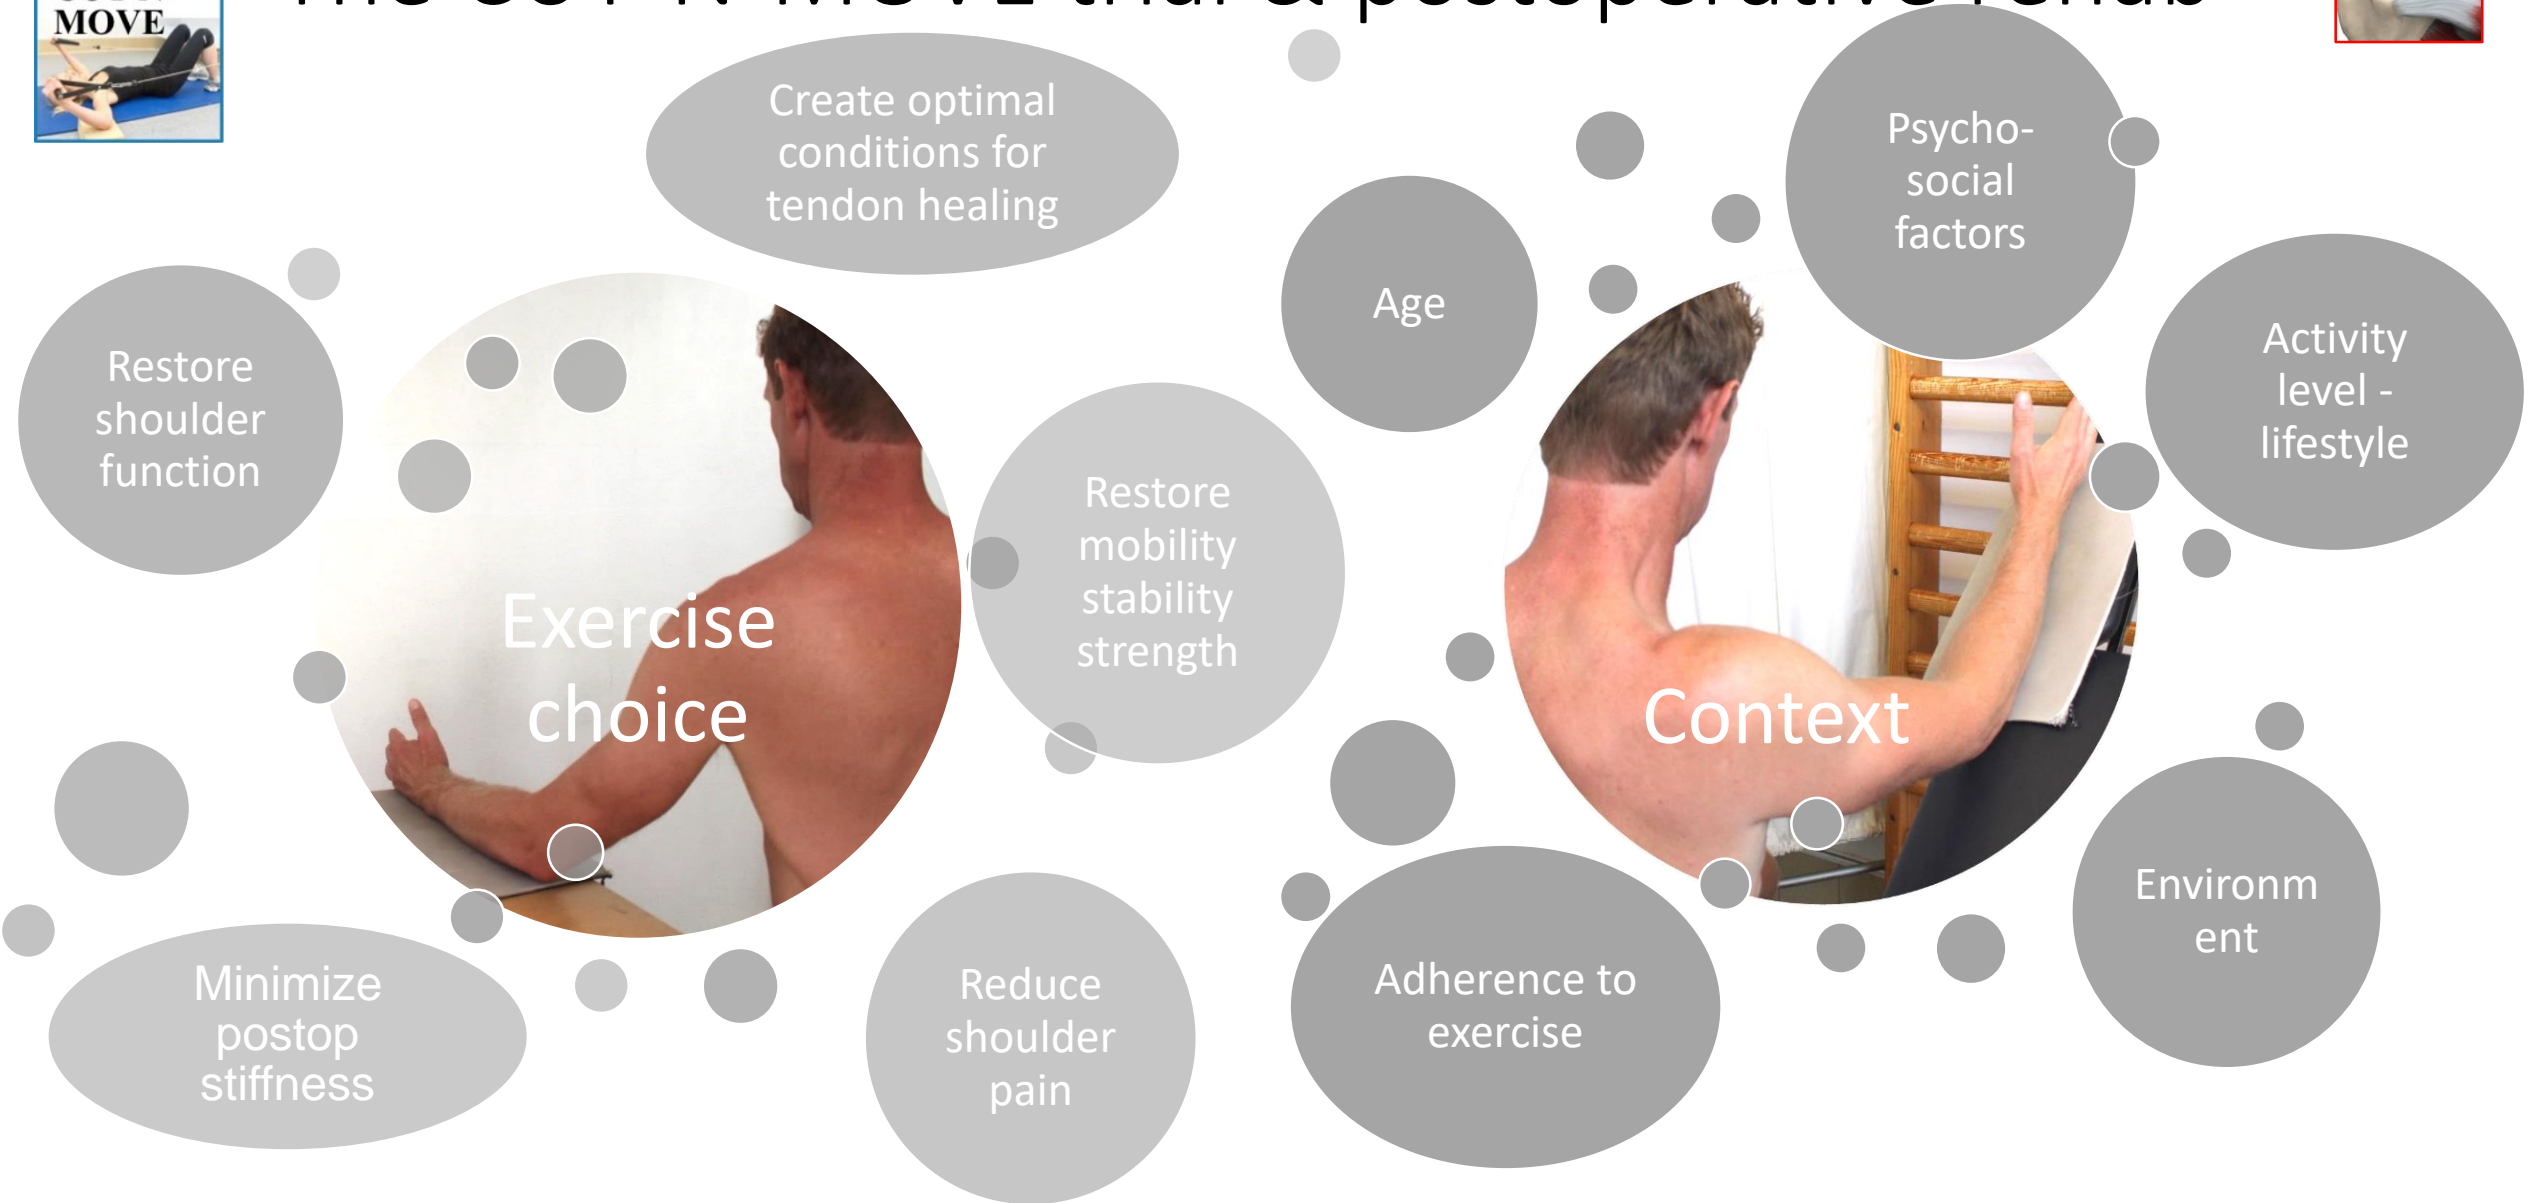 MOVE
Create optimal
conditions for
tendon healing
Restore
shoulder
function
Exercise
choice
Restore
mobility
stability
strength
Minimize
postop
stiffness
Reduce
shoulder
pain
Age
Psycho-
social
factors
Activity
level -
lifestyle
Context
Adherence to
exercise
Environm
ent